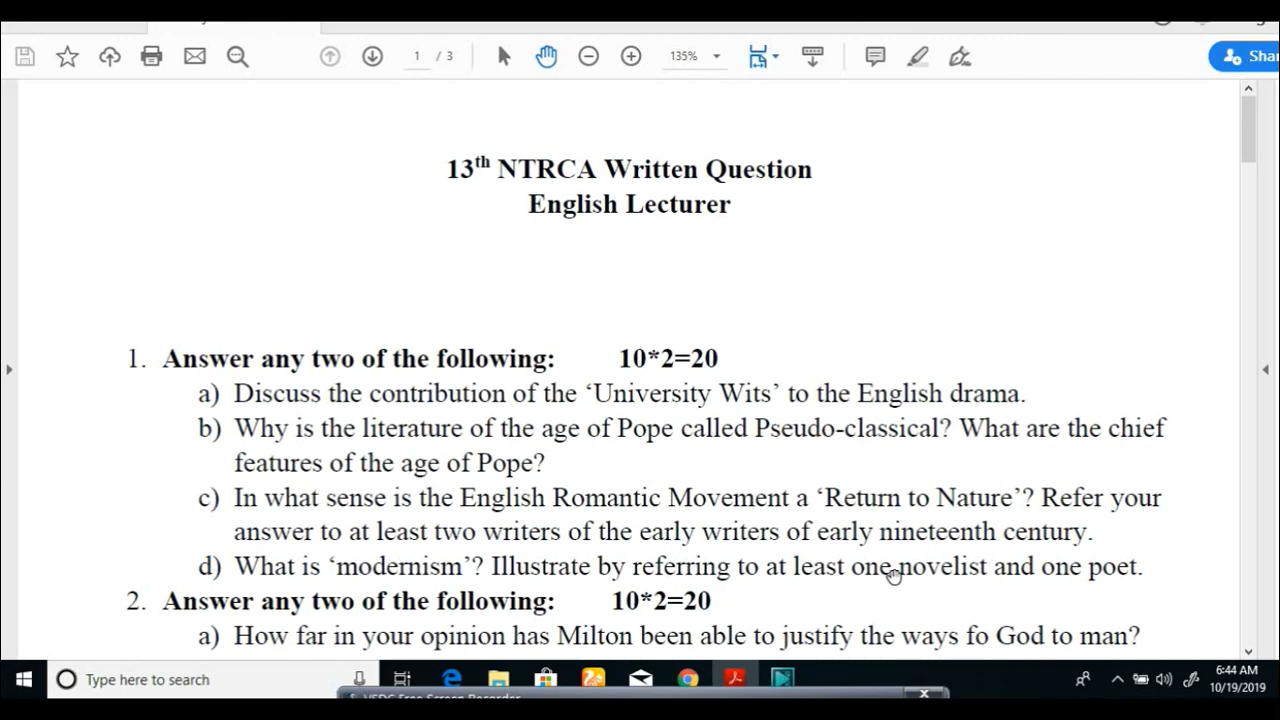 1 / 3 135% Shar
13th NTRCA Written Question
English Lecturer
1. Answer any two of the following: 10*2=20
a) Discuss the contribution of the ‘University Wits’ to the English drama.
b) Why is the literature of the age of Pope called Pseudo-classical? What are the chief
features of the age of Pope?
c) In what sense is the English Romantic Movement a ‘Return to Nature’? Refer your
answer to at least two writers of the early writers of early nineteenth century.
d) What is ‘modernism’? Illustrate by referring to at least one novelist and one poet.
2. Answer any two of the following: 10*2=20
a) How far in your opinion has Milton been able to justify the ways fo God to man?
Type here to search
6:44 AM
10/19/2019
VSDC Free Screen Recorder